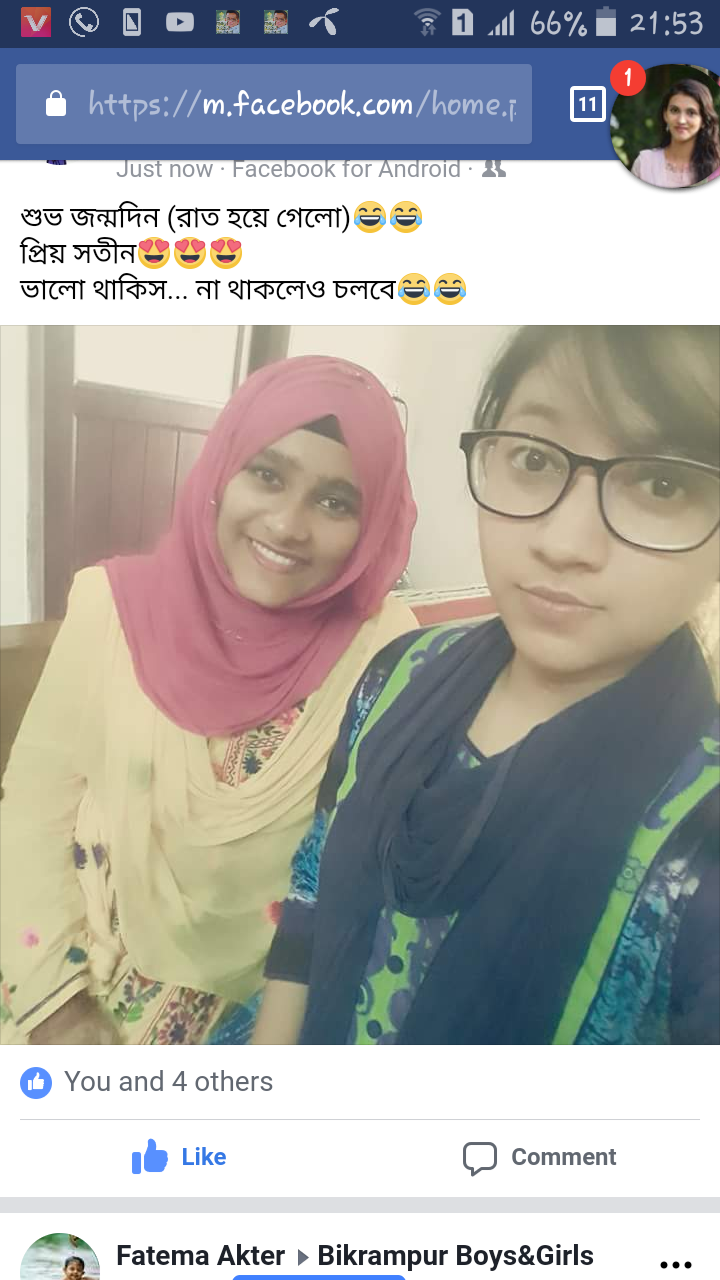 1 66% 21:53
https://m.facebook.com/home.p
11
1
Just now · Facebook for Android ·
শুভ জন্মদিন (রাত হয়ে গেলো)😂😂
প্রিয় সতীন😍😍😍
ভালো থাকিস... না থাকলেও চলবে😂😂
You and 4 others
Like Comment
Fatema Akter ▸ Bikrampur Boys&Girls